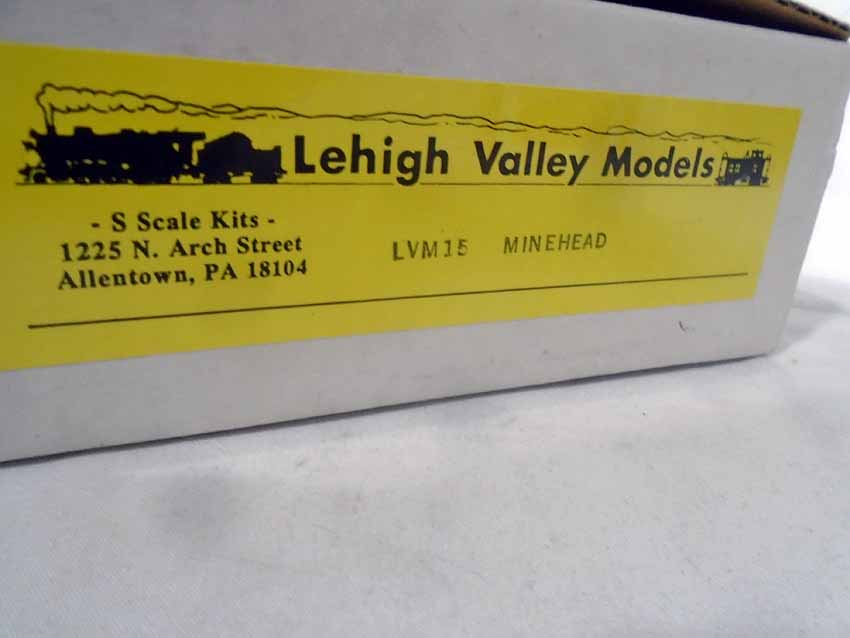 Lehigh Valley Models
- S Scale Kits -
1225 N. Arch Street
Allentown, PA 18104
LVM15 MINEHEAD